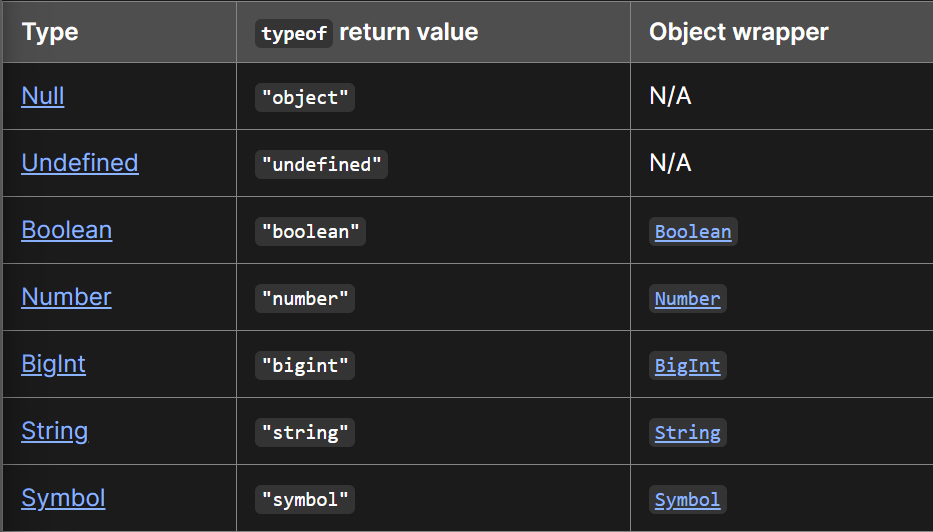 Type typeof return value Object wrapper
Null "object" N/A
Undefined "undefined" N/A
Boolean "boolean" Boolean
Number "number" Number
BigInt "bigint" BigInt
String "string" String
Symbol "symbol" Symbol